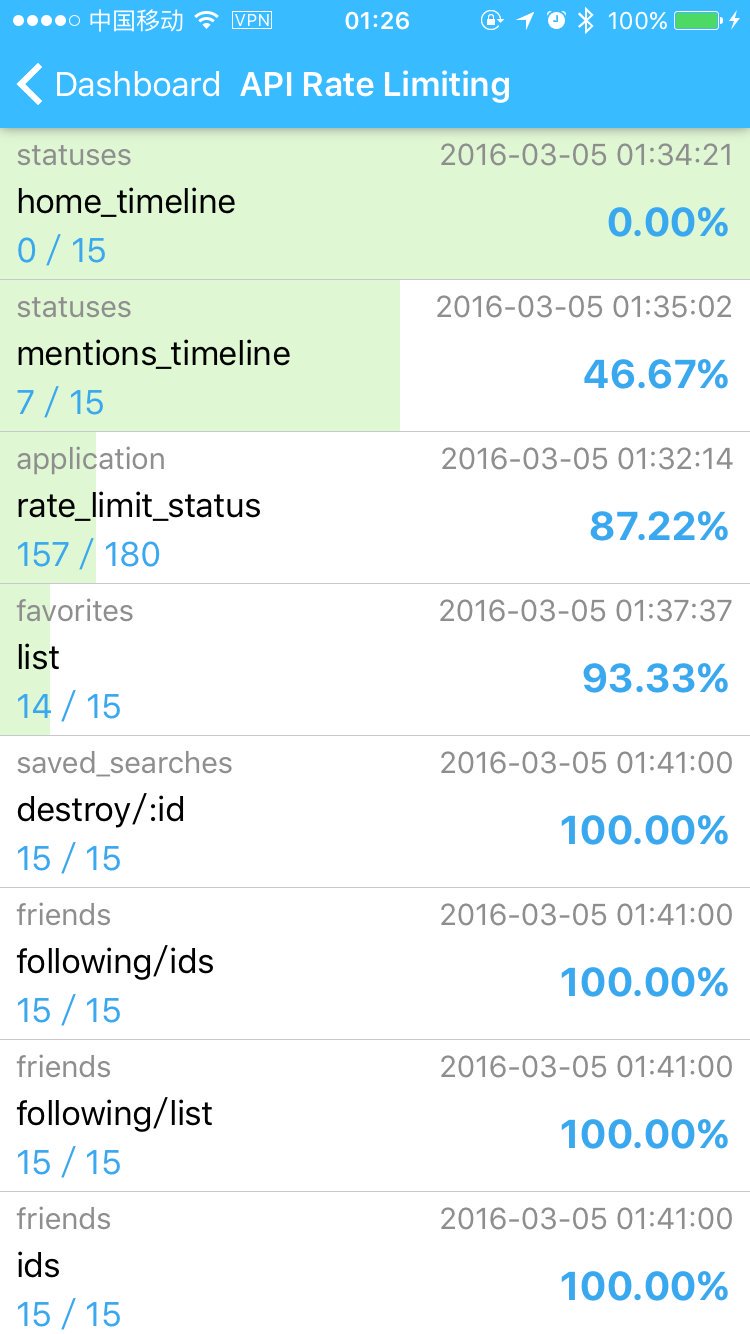 中国移动 VPN 01:26 100%
Dashboard API Rate Limiting
statuses 2016-03-05 01:34:21
home_timeline
0 / 15 0.00%
statuses 2016-03-05 01:35:02
mentions_timeline
7 / 15 46.67%
application 2016-03-05 01:32:14
rate_limit_status
157 / 180 87.22%
favorites 2016-03-05 01:37:37
list
14 / 15 93.33%
saved_searches 2016-03-05 01:41:00
destroy/:id
15 / 15 100.00%
friends 2016-03-05 01:41:00
following/ids
15 / 15 100.00%
friends 2016-03-05 01:41:00
following/list
15 / 15 100.00%
friends 2016-03-05 01:41:00
ids
15 / 15 100.00%